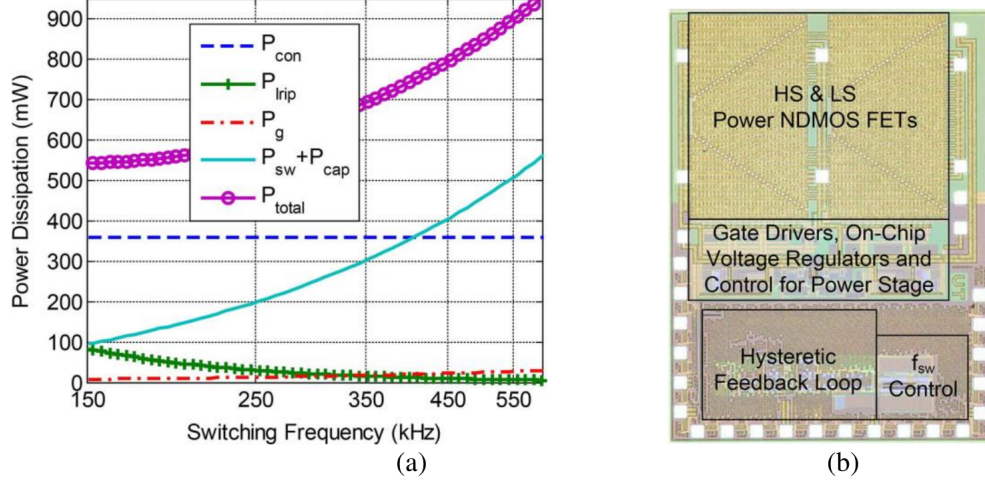 900
800
700
600
500
400
300
200
100
0
Power Dissipation (mW)
P_con
P_Irip
P_g
P_sw+P_cap
P_total
150
250
350
450
550
Switching Frequency (kHz)
(a)
HS & LS
Power NDMOS FETs
Gate Drivers, On-Chip
Voltage Regulators and
Control for Power Stage
UT
Hysteretic
Feedback Loop
f_sw
Control
(b)